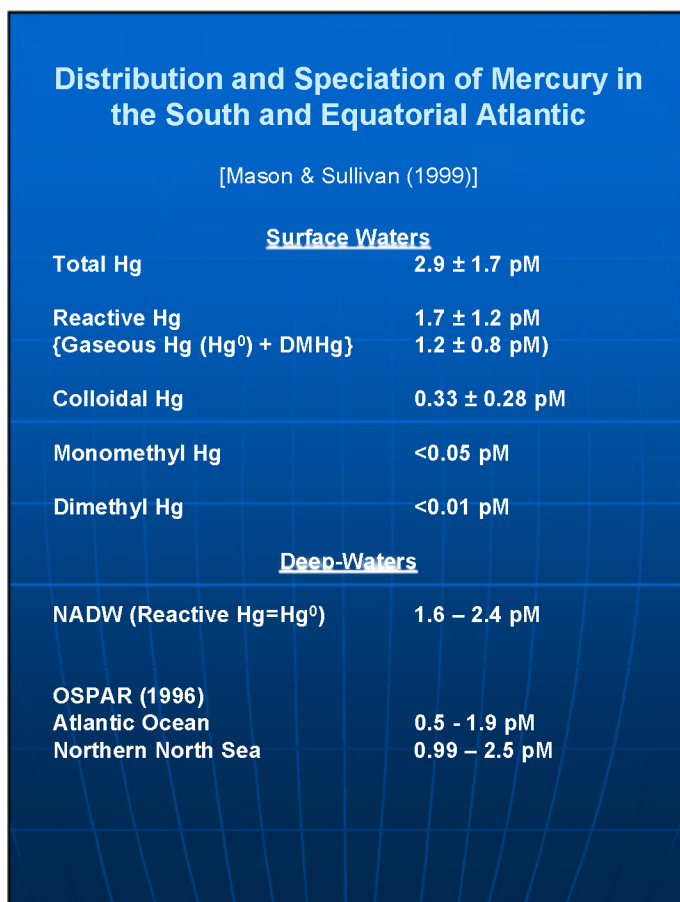 Distribution and Speciation of Mercury in
the South and Equatorial Atlantic
[Mason & Sullivan (1999)]
Surface Waters
Total Hg 2.9 ± 1.7 pM
Reactive Hg 1.7 ± 1.2 pM
{Gaseous Hg (Hg⁰) + DMHg} 1.2 ± 0.8 pM)
Colloidal Hg 0.33 ± 0.28 pM
Monomethyl Hg <0.05 pM
Dimethyl Hg <0.01 pM
Deep-Waters
NADW (Reactive Hg=Hg⁰) 1.6 – 2.4 pM
OSPAR (1996)
Atlantic Ocean 0.5 - 1.9 pM
Northern North Sea 0.99 – 2.5 pM